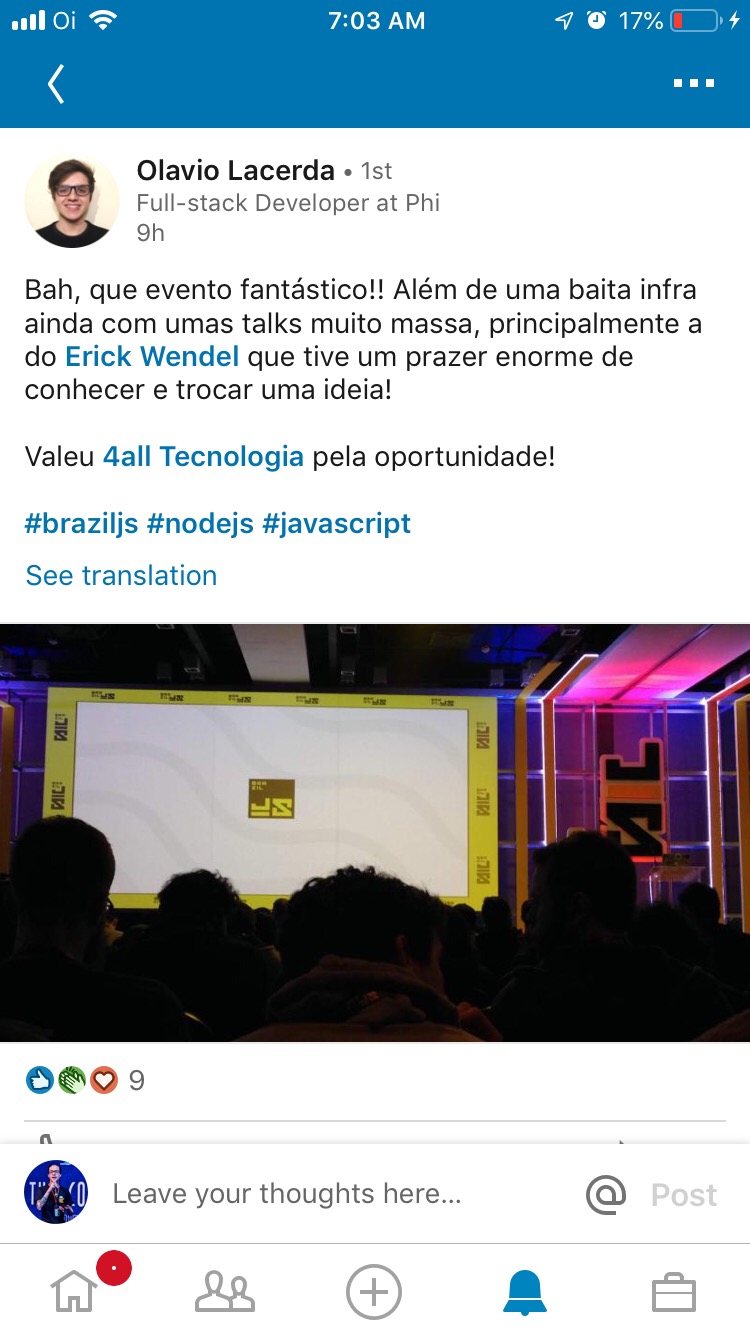 Oi 7:03 AM 17%
Olavio Lacerda • 1st
Full-stack Developer at Phi
9h
Bah, que evento fantástico!! Além de uma baita infra
ainda com umas talks muito massa, principalmente a
do Erick Wendel que tive um prazer enorme de
conhecer e trocar uma ideia!
Valeu 4all Tecnologia pela oportunidade!
#braziljs #nodejs #javascript
See translation
JS
JS
9
Leave your thoughts here...
Post